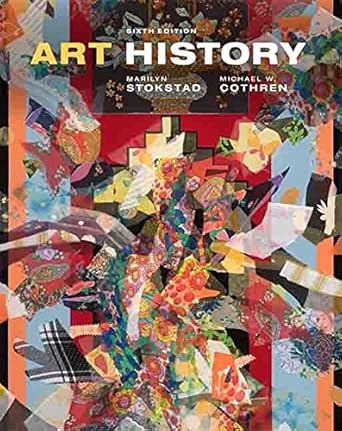 SIXTH EDITION
ART HISTORY
MARILYN MICHAEL W.
STOKSTAD COTHREN